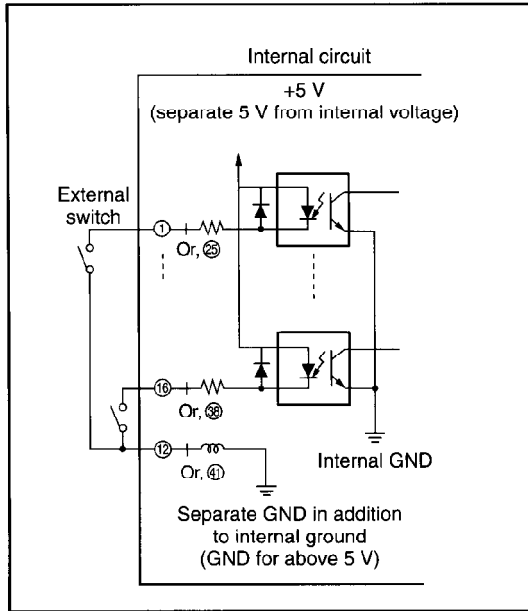 Internal circuit
+5 V
(separate 5 V from internal voltage)
External
switch
①
Or, ㉕
⑯
Or, ㊳
⑫
Or, ㊶
Internal GND
Separate GND in addition
to internal ground
(GND for above 5 V)